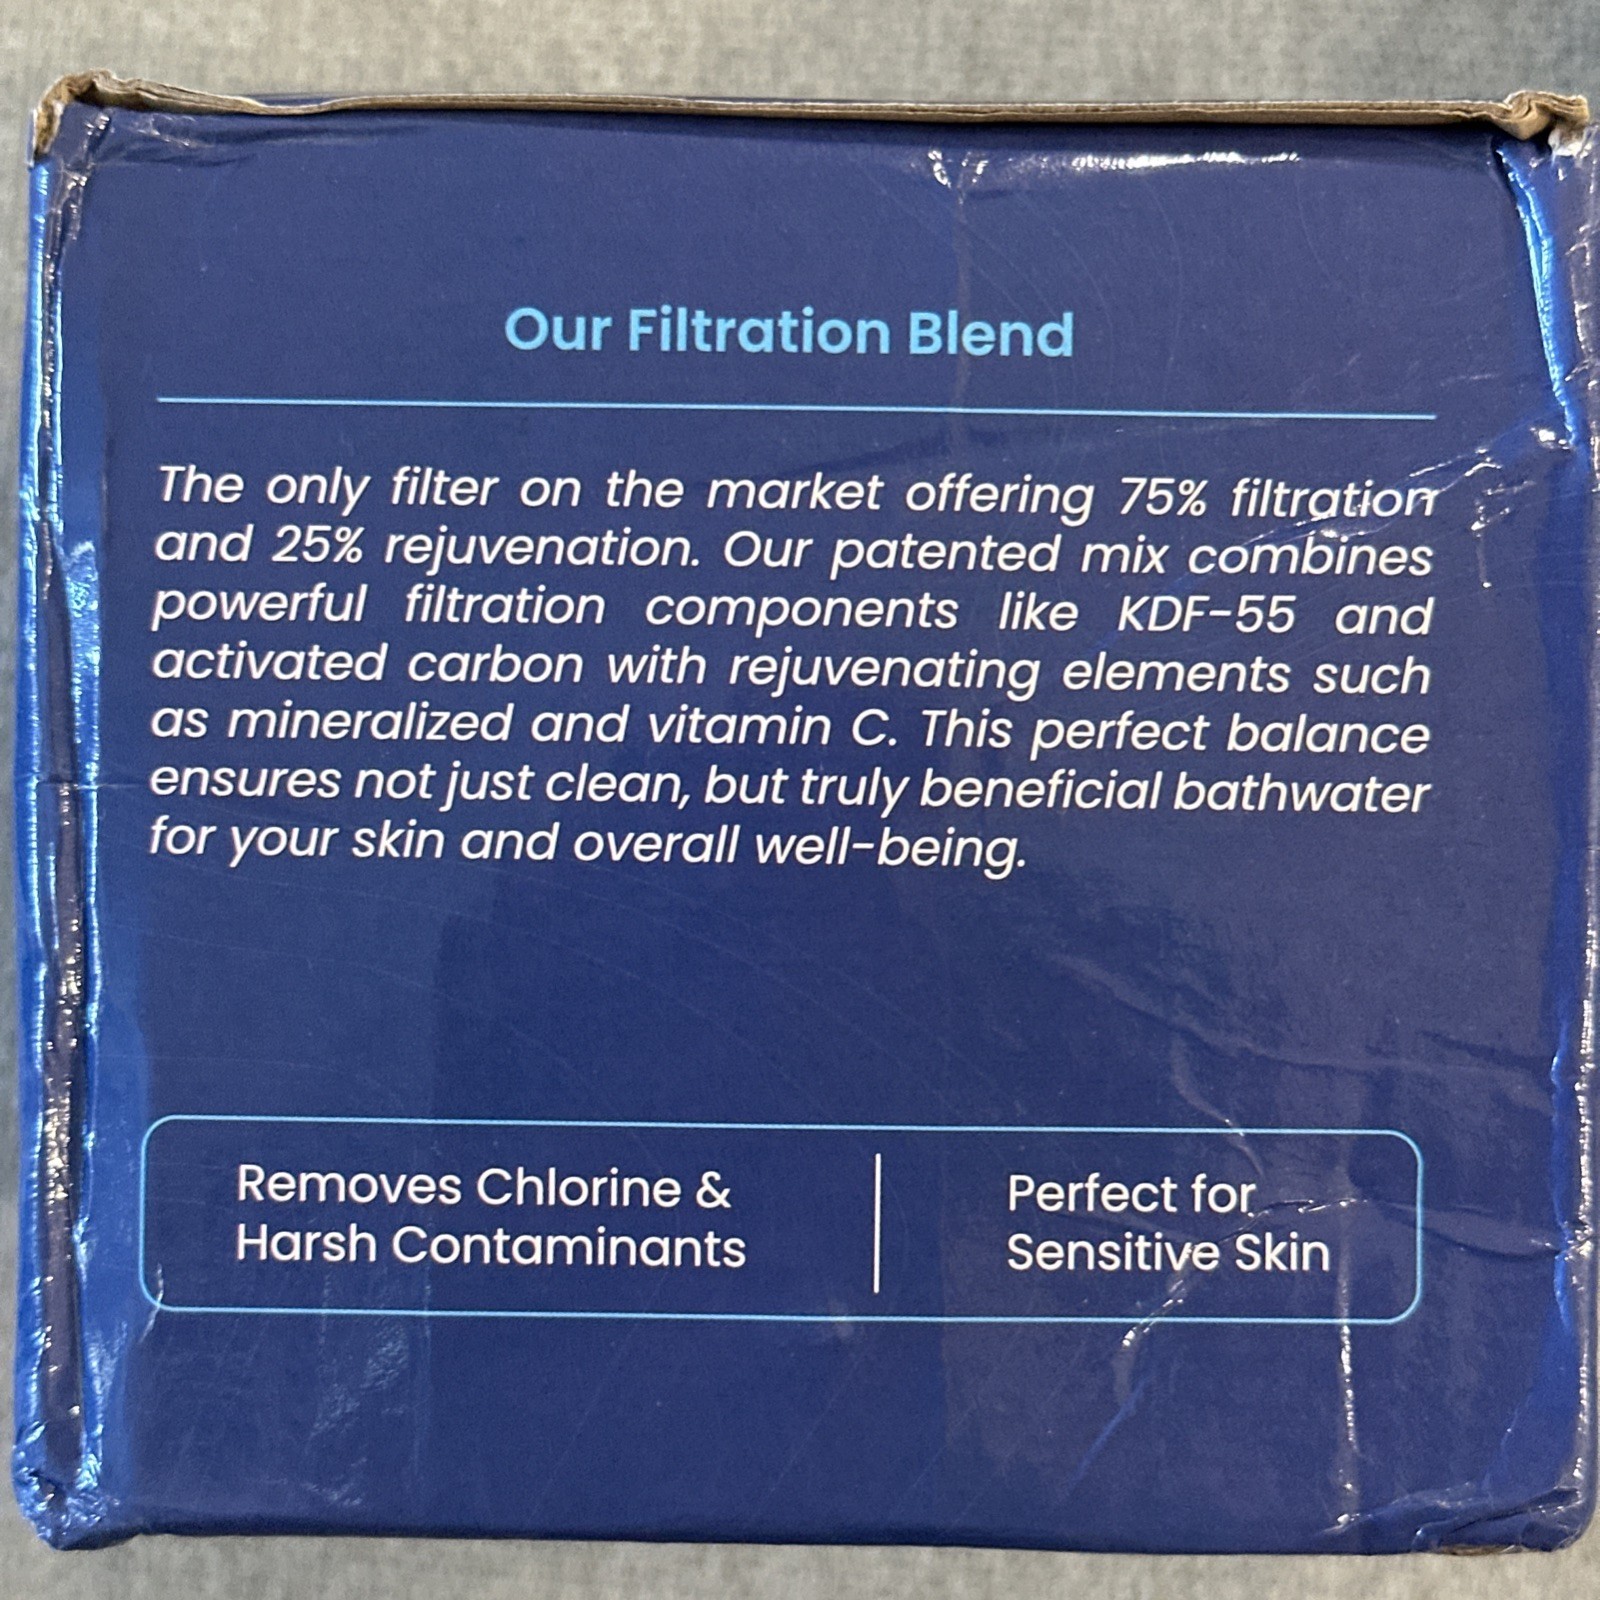 Our Filtration Blend
The only filter on the market offering 75% filtration
and 25% rejuvenation. Our patented mix combines
powerful filtration components like KDF-55 and
activated carbon with rejuvenating elements such
as mineralized and vitamin C. This perfect balance
ensures not just clean, but truly beneficial bathwater
for your skin and overall well-being.
Removes Chlorine &
Harsh Contaminants
Perfect for
Sensitive Skin